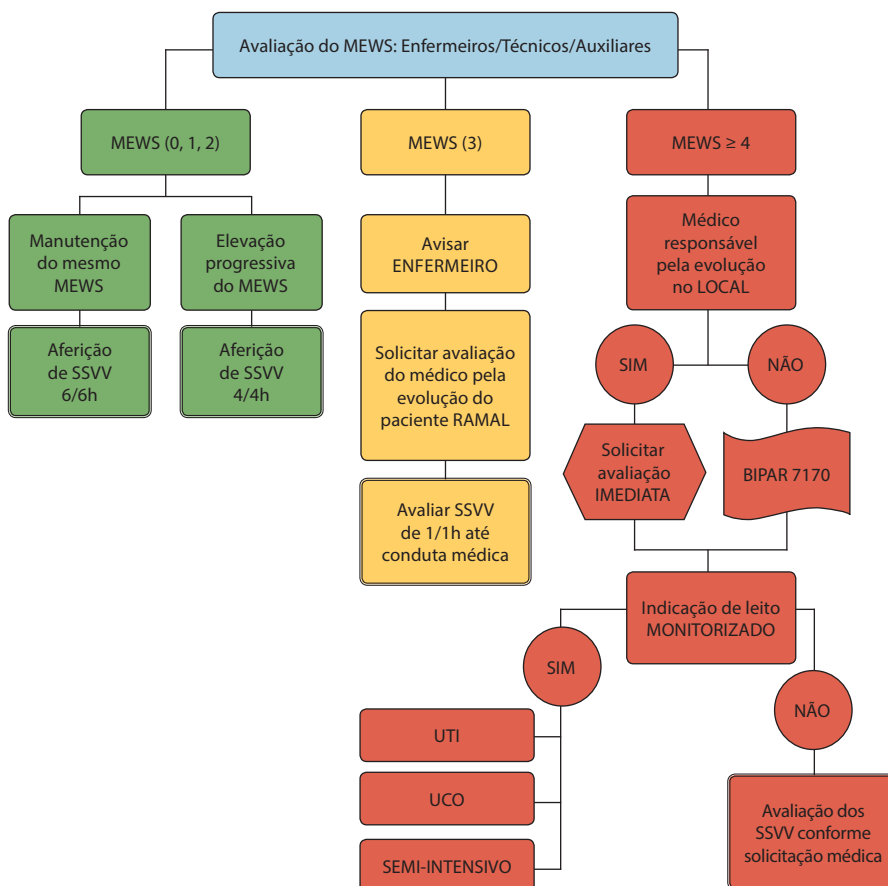 Avaliação do MEWS: Enfermeiros/Técnicos/Auxiliares
MEWS (0, 1, 2)
Manutenção
do mesmo
MEWS
Aferição
de SSVV
6/6h
Elevação
progressiva
do MEWS
Aferição
de SSVV
4/4h
MEWS (3)
Avisar
ENFERMEIRO
Solicitar avaliação
do médico pela
evolução do
paciente RAMAL
Avaliar SSVV
de 1/1h até
conduta médica
MEWS ≥ 4
Médico
responsável
pela evolução
no LOCAL
SIM
NÃO
Solicitar
avaliação
IMEDIATA
BIPAR 7170
Indicação de leito
MONITORIZADO
SIM
UTI
UCO
SEMI-INTENSIVO
NÃO
Avaliação dos
SSVV conforme
solicitação médica